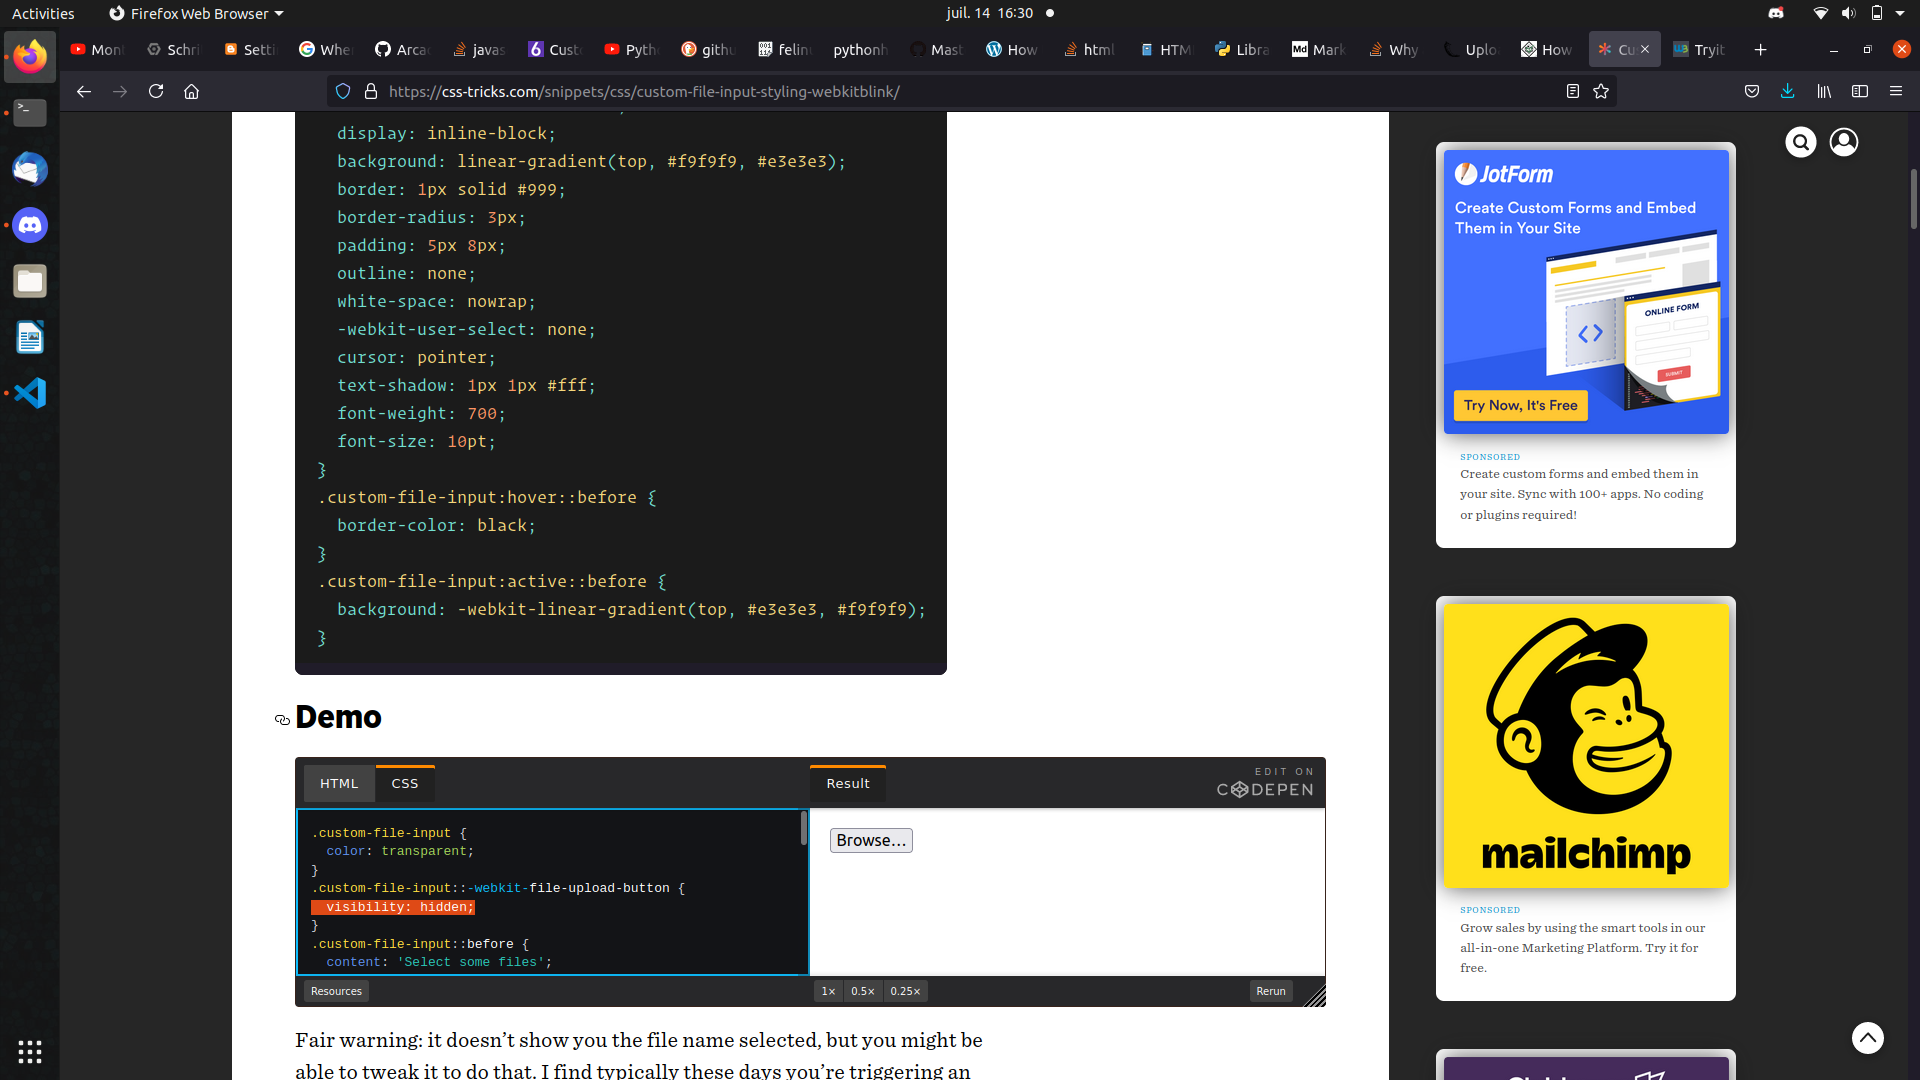 Activities
Firefox Web Browser
juil. 14 16:30
Mont
Schri
Setti
Wher
Arca
javas
Custo
Pytho
githu
felinu
pythonh
Mast
How
html
HTM
Libra
Mark
Why
Uplo
How
Cu
Tryit
https://css-tricks.com/snippets/css/custom-file-input-styling-webkitblink/
display: inline-block;
background: linear-gradient(top, #f9f9f9, #e3e3e3);
border: 1px solid #999;
border-radius: 3px;
padding: 5px 8px;
outline: none;
white-space: nowrap;
-webkit-user-select: none;
cursor: pointer;
text-shadow: 1px 1px #fff;
font-weight: 700;
font-size: 10pt;
}
.custom-file-input:hover::before {
border-color: black;
}
.custom-file-input:active::before {
background: -webkit-linear-gradient(top, #e3e3e3, #f9f9f9);
}
Demo
HTML
CSS
Result
EDIT ON
CODEPEN
.custom-file-input {
color: transparent;
}
.custom-file-input::-webkit-file-upload-button {
visibility: hidden;
}
.custom-file-input::before {
content: 'Select some files';
Browse...
Resources
1×
0.5×
0.25×
Rerun
Fair warning: it doesn’t show you the file name selected, but you might be
able to tweak it to do that. I find typically these days you’re triggering an
JotForm
Create Custom Forms and Embed
Them in Your Site
ONLINE FORM
SUBMIT
Try Now, It's Free
SPONSORED
Create custom forms and embed them in
your site. Sync with 100+ apps. No coding
or plugins required!
mailchimp
SPONSORED
Grow sales by using the smart tools in our
all-in-one Marketing Platform. Try it for
free.